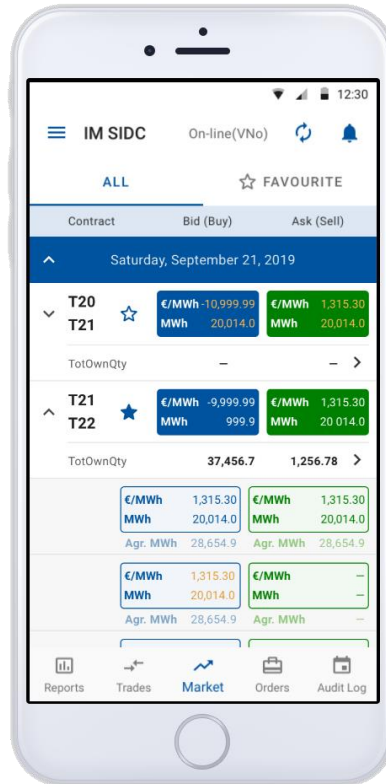 12:30
IM SIDC On-line(VNo)
ALL FAVOURITE
Contract Bid (Buy) Ask (Sell)
Saturday, September 21, 2019
T20 €/MWh -10,999.99 €/MWh 1,315.30
T21 MWh 20,014.0 MWh 20,014.0
TotOwnQty – –
T21 €/MWh -9,999.99 €/MWh 1,315.30
T22 MWh 999.9 MWh 20 014.0
TotOwnQty 37,456.7 1,256.78
€/MWh 1,315.30 €/MWh 1,315.30
MWh 20,014.0 MWh 20,014.0
Agr. MWh 28,654.9 Agr. MWh 28,654.9
€/MWh 1,315.30 €/MWh –
MWh 20,014.0 MWh –
Agr. MWh 28,654.9 Agr. MWh –
Reports Trades Market Orders Audit Log